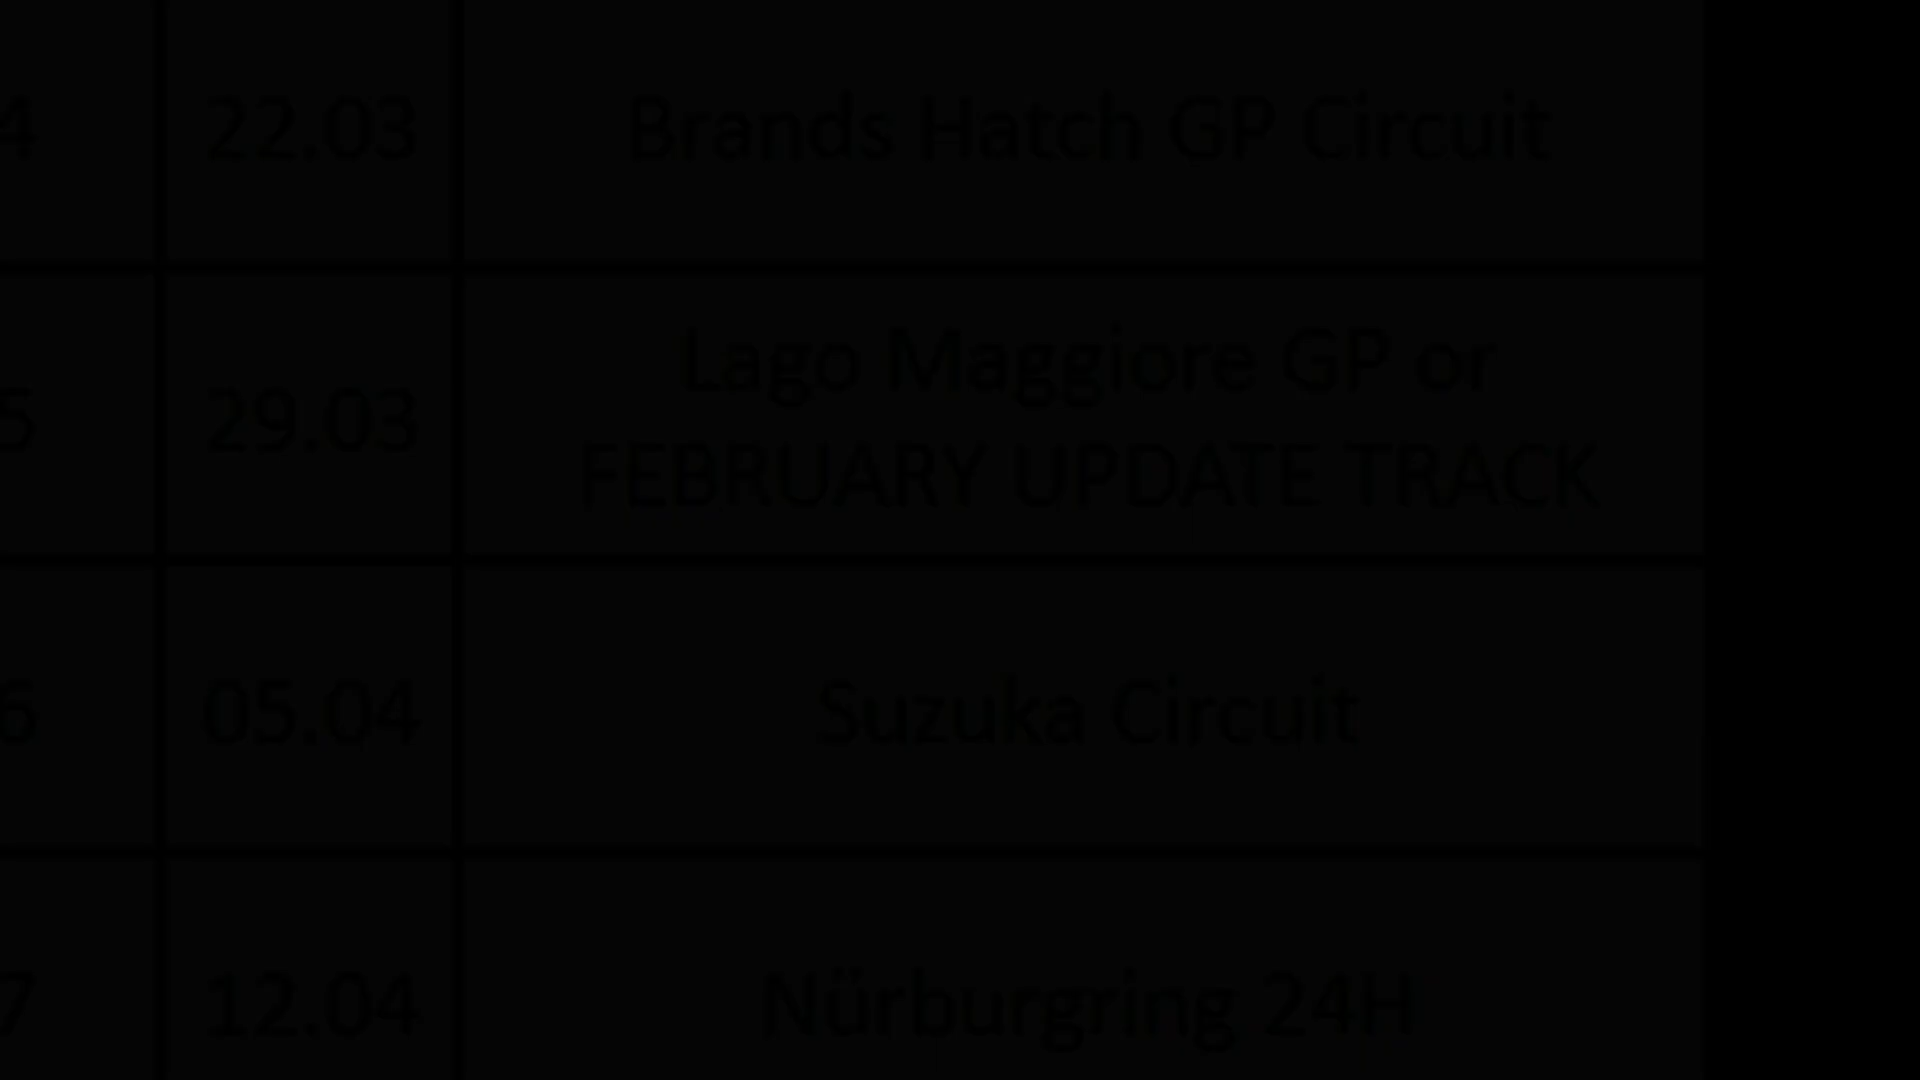 4 22.03 Brands Hatch GP Circuit
Lago Maggiore GP or
5 29.03
FEBRUARY UPDATE TRACK
6 05.04 Suzuka Circuit
7 12.04 Nürburgring 24H